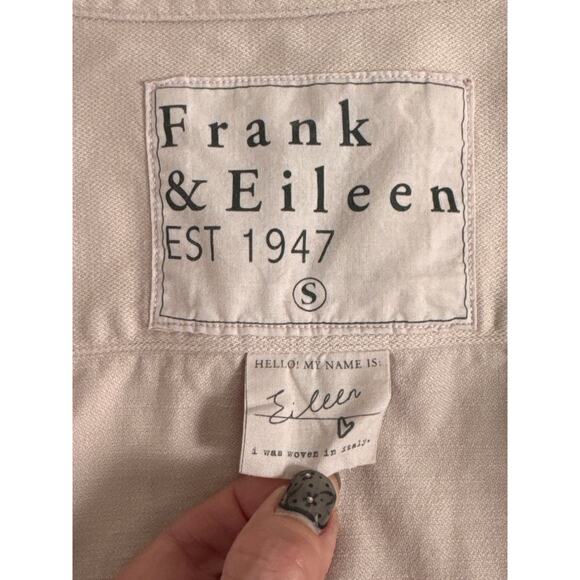 Frank
& Eileen
EST 1947
S
HELLO! MY NAME IS:
Eileen
i was woven in italy.